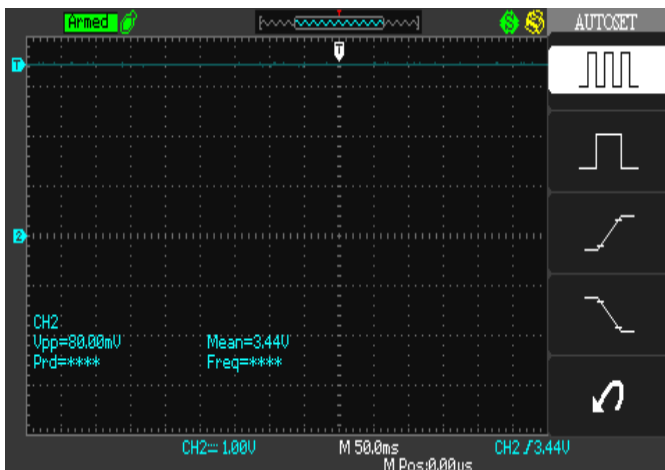 Armed
T
S
AUTOSET
T
2
CH2
Vpp=80.00mV Mean=3.44V
Prd=**** Freq=****
CH2 1.00V M 50.0ms CH2 / 3.44V
M Pos:0.00us